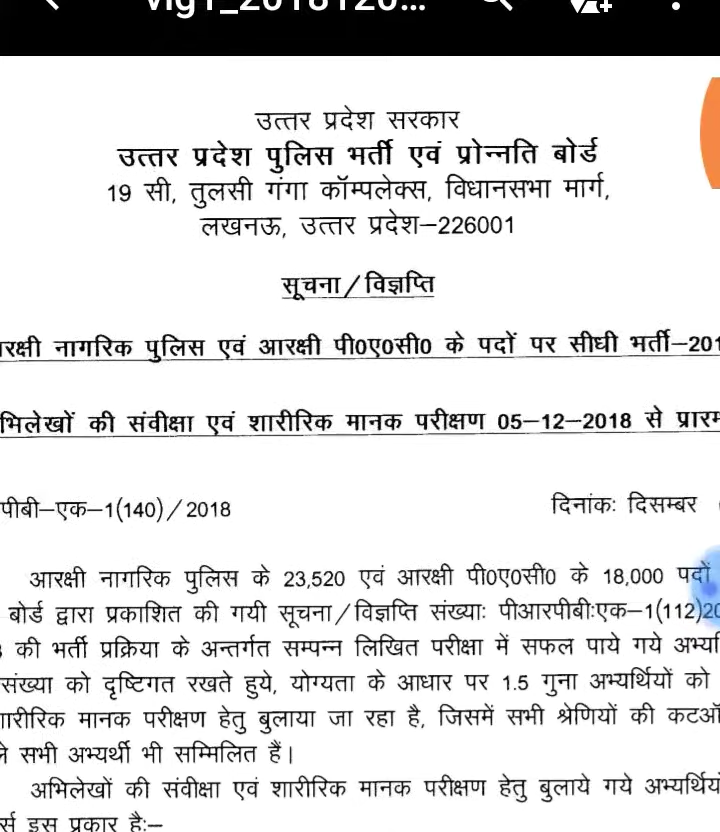 vig1_2018120...
उत्तर प्रदेश सरकार
उत्तर प्रदेश पुलिस भर्ती एवं प्रोन्नति बोर्ड
19 सी, तुलसी गंगा कॉम्पलेक्स, विधानसभा मार्ग,
लखनऊ, उत्तर प्रदेश–226001
सूचना/विज्ञप्ति
रक्षी नागरिक पुलिस एवं आरक्षी पी0ए0सी0 के पदों पर सीधी भर्ती–201
भिलेखों की संवीक्षा एवं शारीरिक मानक परीक्षण 05–12–2018 से प्रारम
पीबी–एक–1(140)/2018 दिनांकः दिसम्बर
आरक्षी नागरिक पुलिस के 23,520 एवं आरक्षी पी0ए0सी0 के 18,000 पदों
बोर्ड द्वारा प्रकाशित की गयी सूचना/विज्ञप्ति संख्याः पीआरपीबीःएक–1(112)20
की भर्ती प्रक्रिया के अन्तर्गत सम्पन्न लिखित परीक्षा में सफल पाये गये अभ्यर्
संख्या को दृष्टिगत रखते हुये, योग्यता के आधार पर 1.5 गुना अभ्यर्थियों को
ारीरिक मानक परीक्षण हेतु बुलाया जा रहा है, जिसमें सभी श्रेणियों की कटऑ
ले सभी अभ्यर्थी भी सम्मिलित हैं।
अभिलेखों की संवीक्षा एवं शारीरिक मानक परीक्षण हेतु बुलाये गये अभ्यर्थियों
र्स इस प्रकार हैः–